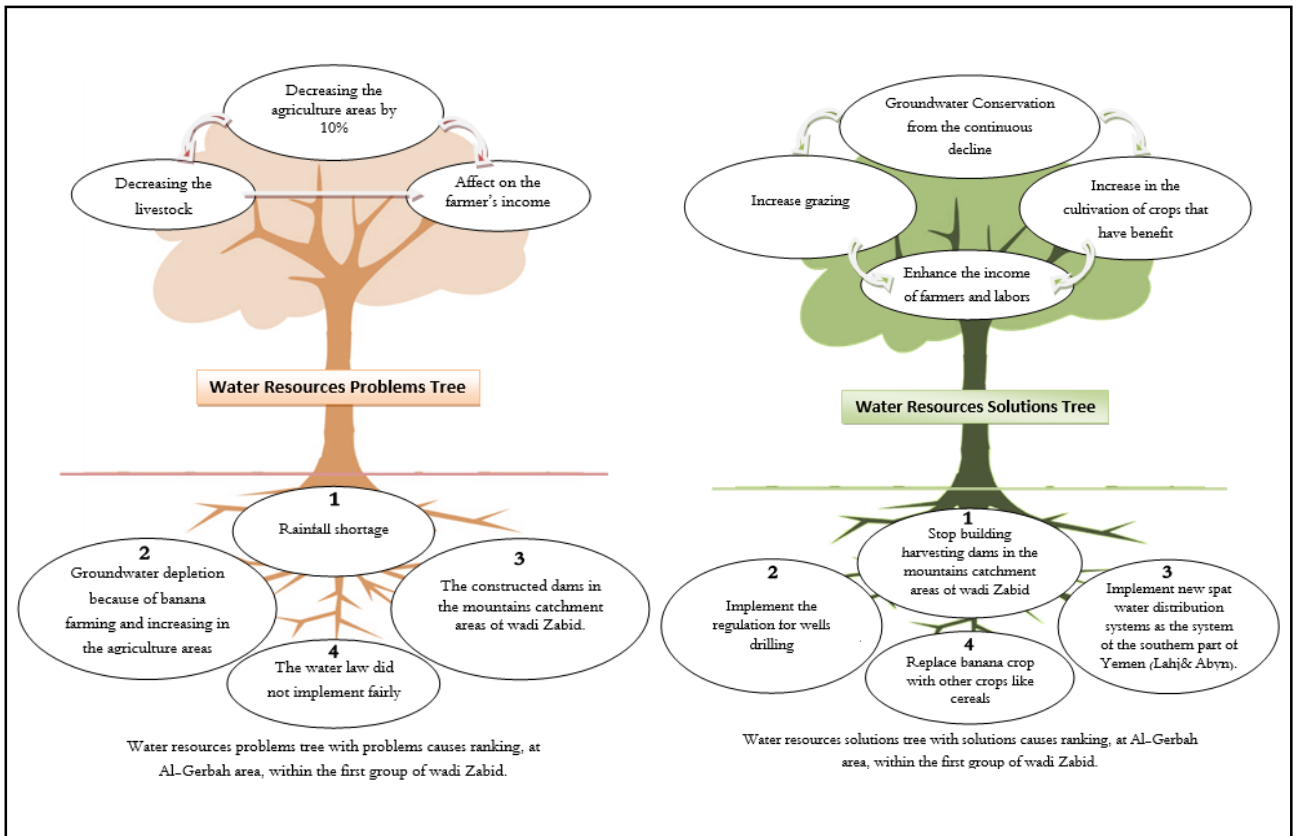 Decreasing the
agriculture areas by
10%
Decreasing the
livestock
Affect on the
farmer's income
Water Resources Problems Tree
1
Rainfall shortage
2
Groundwater depletion
because of banana
farming and increasing in
the agriculture areas
3
The constructed dams in
the mountains catchment
areas of wadi Zabid.
4
The water law did
not implement fairly
Water resources problems tree with problems causes ranking, at
Al-Gerbah area, within the first group of wadi Zabid.
Groundwater Conservation
from the continuous
decline
Increase grazing
Increase in the
cultivation of crops that
have benefit
Enhance the income
of farmers and labors
Water Resources Solutions Tree
1
Stop building
harvesting dams in the
mountains catchment
areas of wadi Zabid
2
Implement the
regulation for wells
drilling
3
Implement new spat
water distribution
systems as the system
of the southern part of
Yemen (Lahj& Abyn).
4
Replace banana crop
with other crops like
cereals
Water resources solutions tree with solutions causes ranking, at Al-Gerbah
area, within the first group of wadi Zabid.